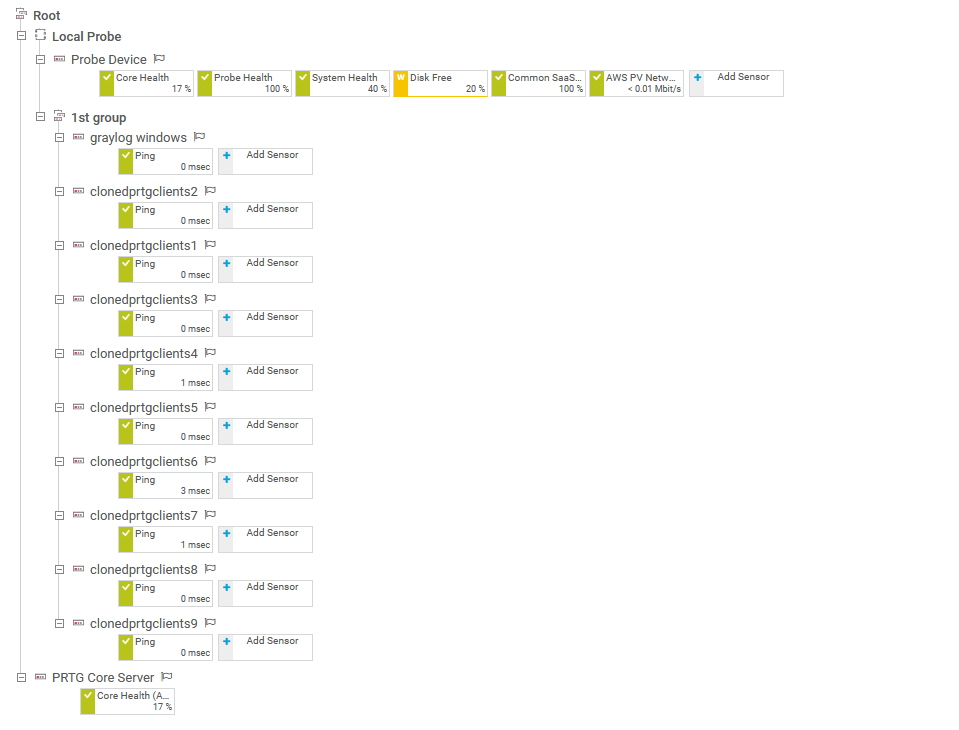 Root
Local Probe
Probe Device
Core Health Probe Health System Health W Disk Free Common SaaS... AWS PV Netw... + Add Sensor
17 % 100 % 40 % 20 % 100 % < 0.01 Mbit/s
1st group
graylog windows
Ping + Add Sensor
0 msec
clonedprtgclients2
Ping + Add Sensor
0 msec
clonedprtgclients1
Ping + Add Sensor
0 msec
clonedprtgclients3
Ping + Add Sensor
0 msec
clonedprtgclients4
Ping + Add Sensor
1 msec
clonedprtgclients5
Ping + Add Sensor
0 msec
clonedprtgclients6
Ping + Add Sensor
3 msec
clonedprtgclients7
Ping + Add Sensor
1 msec
clonedprtgclients8
Ping + Add Sensor
0 msec
clonedprtgclients9
Ping + Add Sensor
0 msec
PRTG Core Server
Core Health (A...
17 %